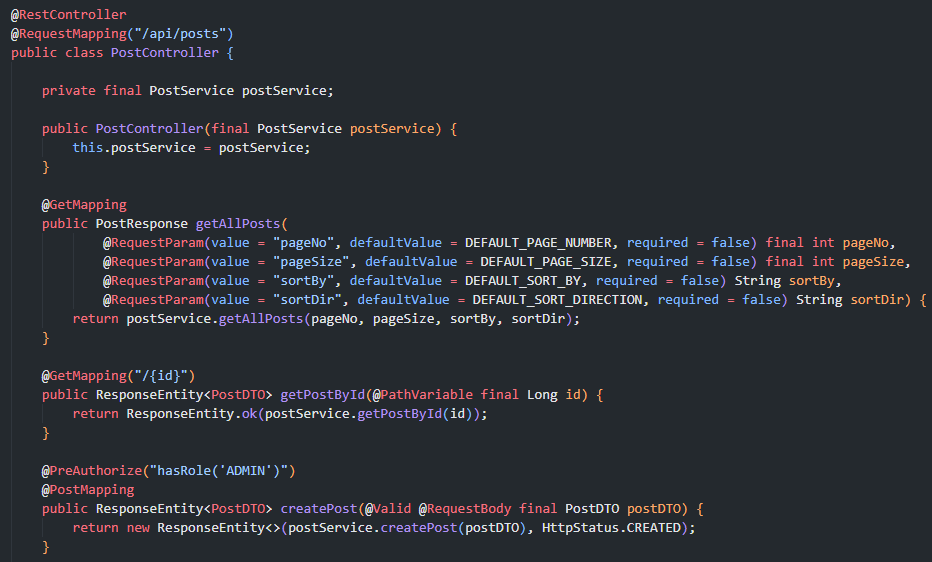 @RestController
@RequestMapping("/api/posts")
public class PostController {
private final PostService postService;
public PostController(final PostService postService) {
this.postService = postService;
}
@GetMapping
public PostResponse getAllPosts(
@RequestParam(value = "pageNo", defaultValue = DEFAULT_PAGE_NUMBER, required = false) final int pageNo,
@RequestParam(value = "pageSize", defaultValue = DEFAULT_PAGE_SIZE, required = false) final int pageSize,
@RequestParam(value = "sortBy", defaultValue = DEFAULT_SORT_BY, required = false) String sortBy,
@RequestParam(value = "sortDir", defaultValue = DEFAULT_SORT_DIRECTION, required = false) String sortDir) {
return postService.getAllPosts(pageNo, pageSize, sortBy, sortDir);
}
@GetMapping("/{id}")
public ResponseEntity<PostDTO> getPostById(@PathVariable final Long id) {
return ResponseEntity.ok(postService.getPostById(id));
}
@PreAuthorize("hasRole('ADMIN')")
@PostMapping
public ResponseEntity<PostDTO> createPost(@Valid @RequestBody final PostDTO postDTO) {
return new ResponseEntity<>(postService.createPost(postDTO), HttpStatus.CREATED);
}